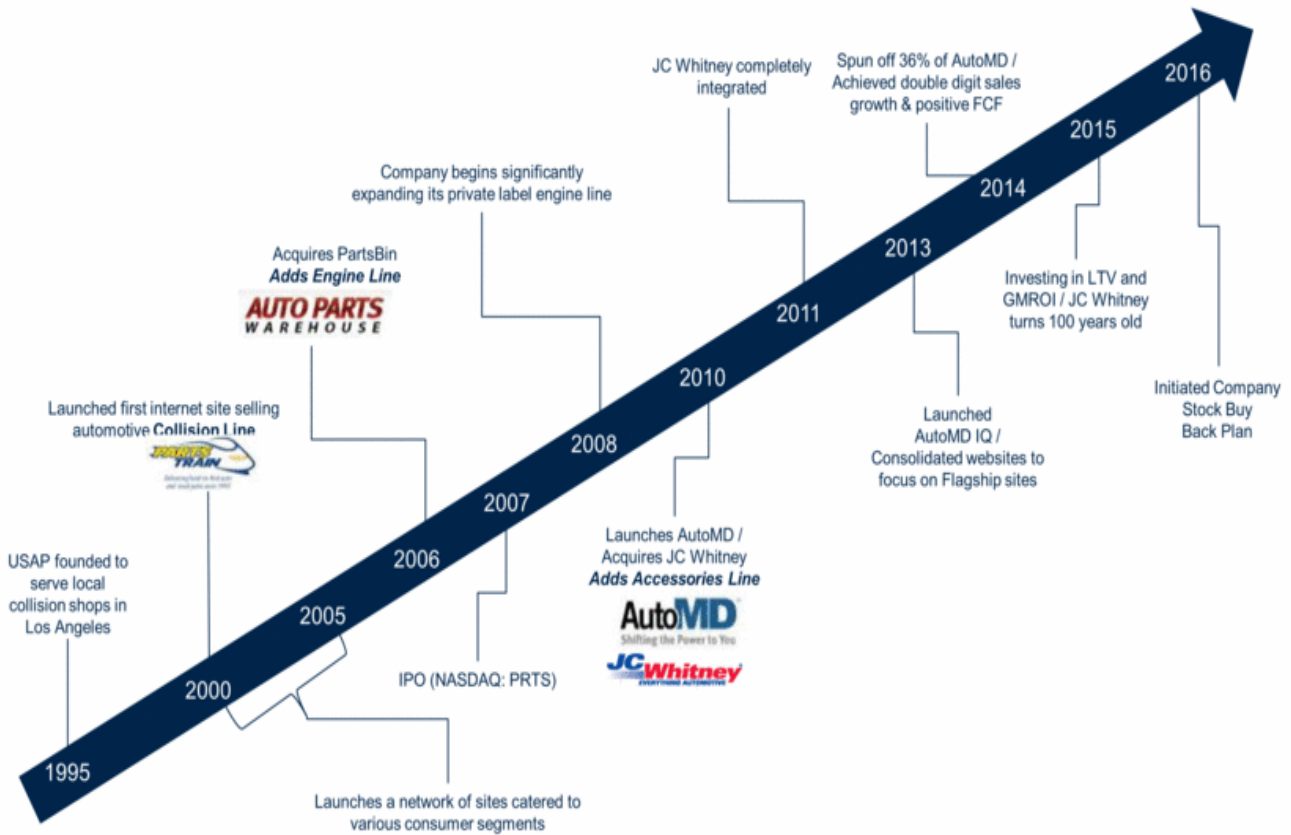 JC Whitney completely
integrated
Spun off 36% of AutoMD /
Achieved double digit sales
growth & positive FCF
2016
2015
Company begins significantly
expanding its private label engine line
2014
Acquires PartsBin
Adds Engine Line
AUTO PARTS
WAREHOUSE
2013
Investing in LTV and
GMROI / JC Whitney
turns 100 years old
2011
2010
Initiated Company
Stock Buy
Back Plan
Launched first internet site selling
automotive Collision Line
PARTS
TRAIN
2008
Launched
AutoMD IQ /
Consolidated websites to
focus on Flagship sites
2007
2006
Launches AutoMD /
Acquires JC Whitney
Adds Accessories Line
AutoMD
Shifting the Power to You
JC Whitney
EVERYTHING AUTOMOTIVE
USAP founded to
serve local
collision shops in
Los Angeles
2005
IPO (NASDAQ: PRTS)
2000
1995
Launches a network of sites catered to
various consumer segments